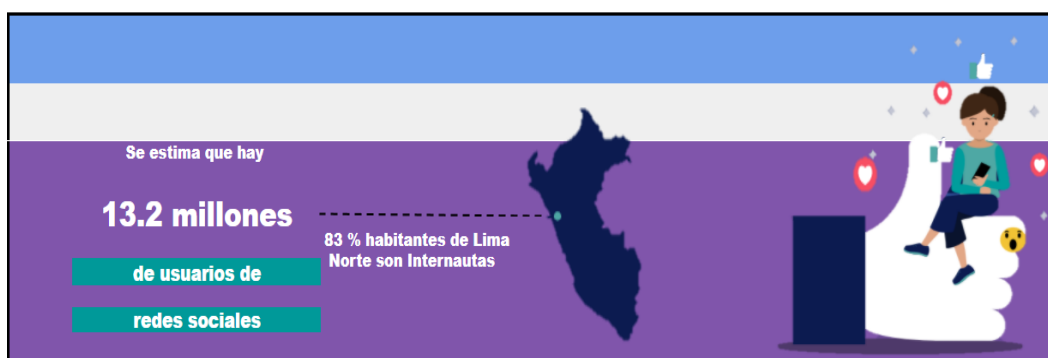 Se estima que hay
13.2 millones
83 % habitantes de Lima
Norte son Internautas
de usuarios de
redes sociales